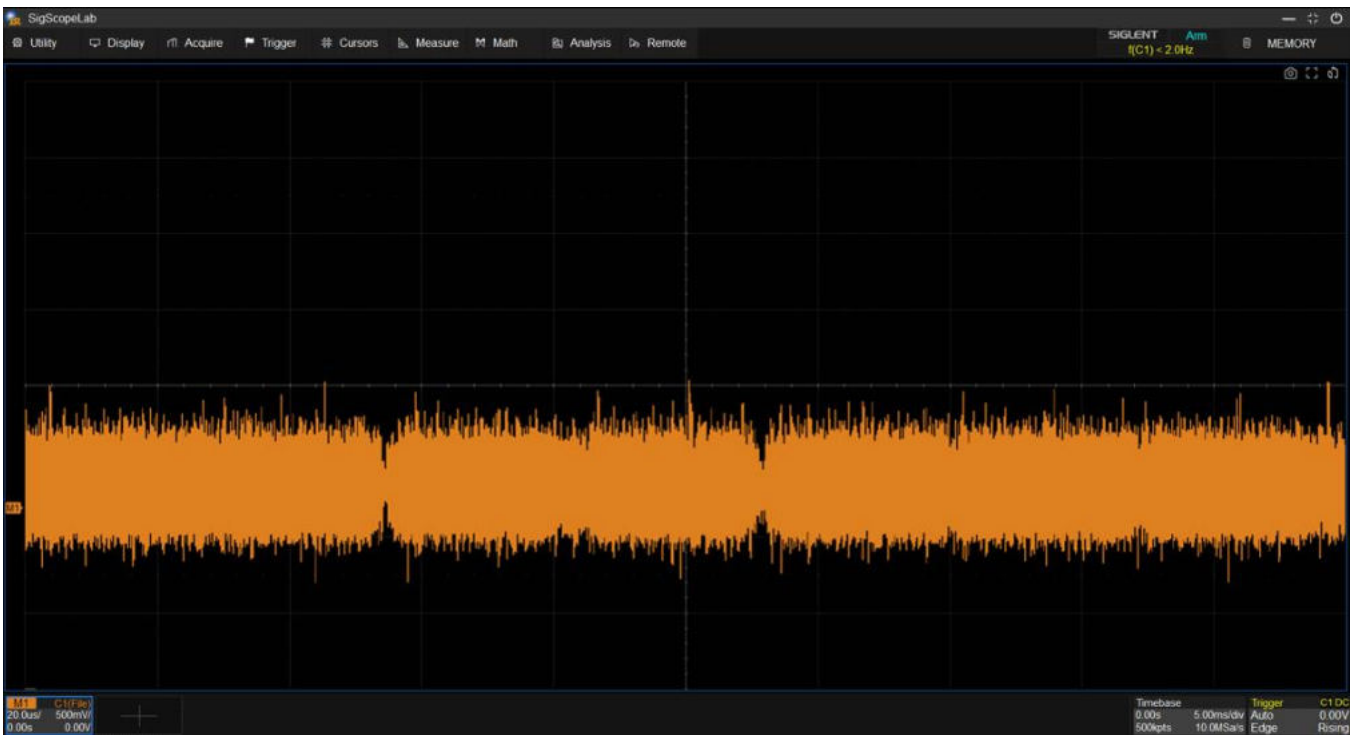 SigScopeLab
Utility Display Acquire Trigger Cursors Measure Math Analysis Remote
SIGLENT Arm
f(C1) < 2.0Hz
MEMORY
M1
M1 C1(File)
20.0us/ 500mV/
0.00s 0.00V
Timebase
0.00s 5.00ms/div
500kpts 10.0MSa/s
Trigger C1 DC
Auto 0.00V
Edge Rising